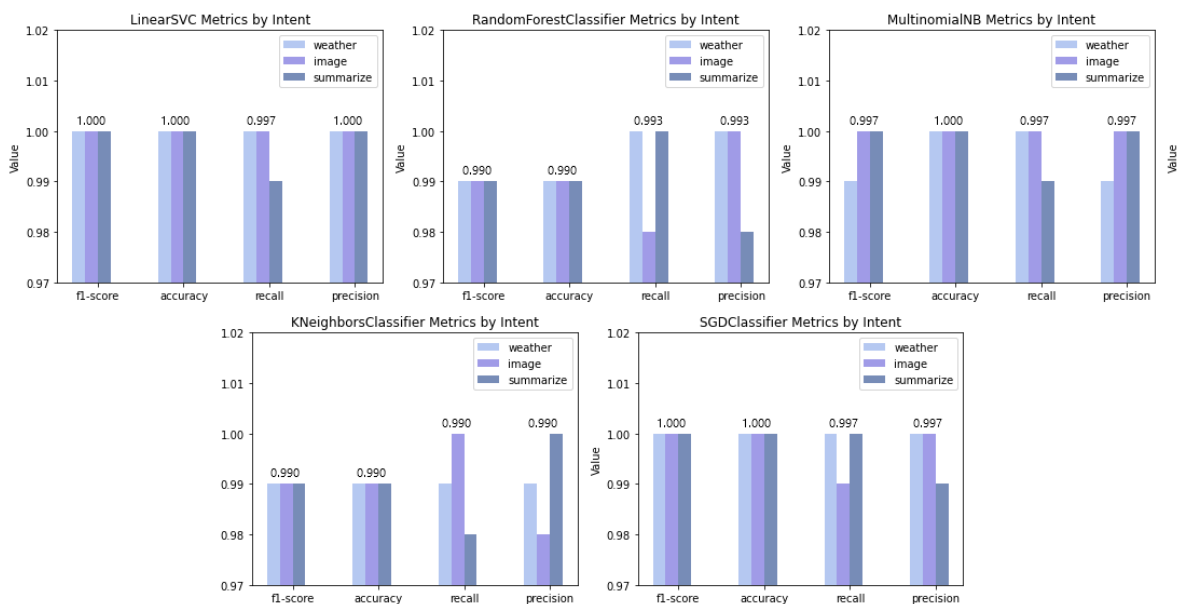 LinearSVC Metrics by Intent
1.02
1.01
1.00
0.99
0.98
0.97
Value
weather
image
summarize
1.000
1.000
0.997
1.000
f1-score
accuracy
recall
precision
RandomForestClassifier Metrics by Intent
1.02
1.01
1.00
0.99
0.98
0.97
Value
weather
image
summarize
0.990
0.990
0.993
0.993
f1-score
accuracy
recall
precision
MultinomialNB Metrics by Intent
1.02
1.01
1.00
0.99
0.98
0.97
Value
weather
image
summarize
0.997
1.000
0.997
0.997
f1-score
accuracy
recall
precision
Value
KNeighborsClassifier Metrics by Intent
1.02
1.01
1.00
0.99
0.98
0.97
weather
image
summarize
0.990
0.990
0.990
0.990
f1-score
accuracy
recall
precision
SGDClassifier Metrics by Intent
1.02
1.01
1.00
0.99
0.98
0.97
Value
weather
image
summarize
1.000
1.000
0.997
0.997
f1-score
accuracy
recall
precision